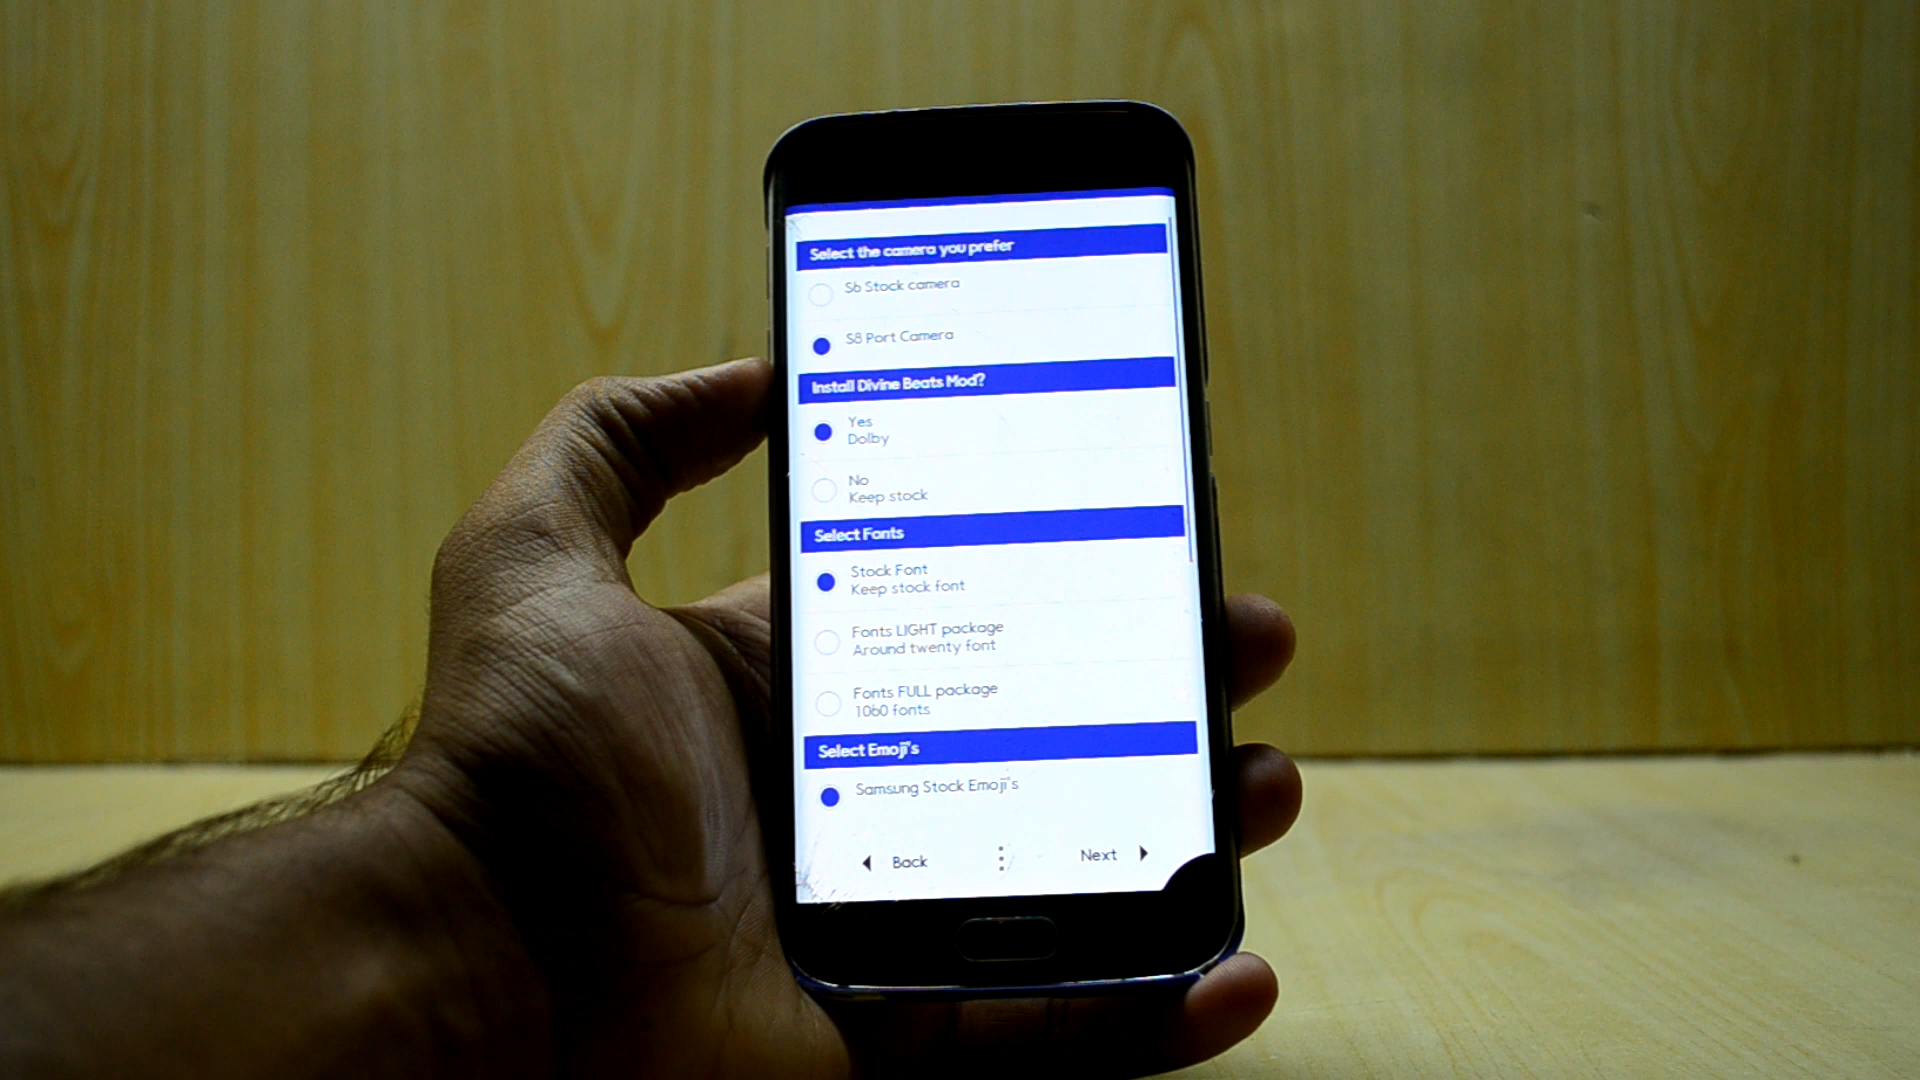 Select the camera you prefer
S6 Stock camera
S8 Port Camera
Install Divine Beats Mod?
Yes
Dolby
No
Keep stock
Select Fonts
Stock Font
Keep stock font
Fonts LIGHT package
Around twenty font
Fonts FULL package
1060 fonts
Select Emoji's
Samsung Stock Emoji's
Back
Next